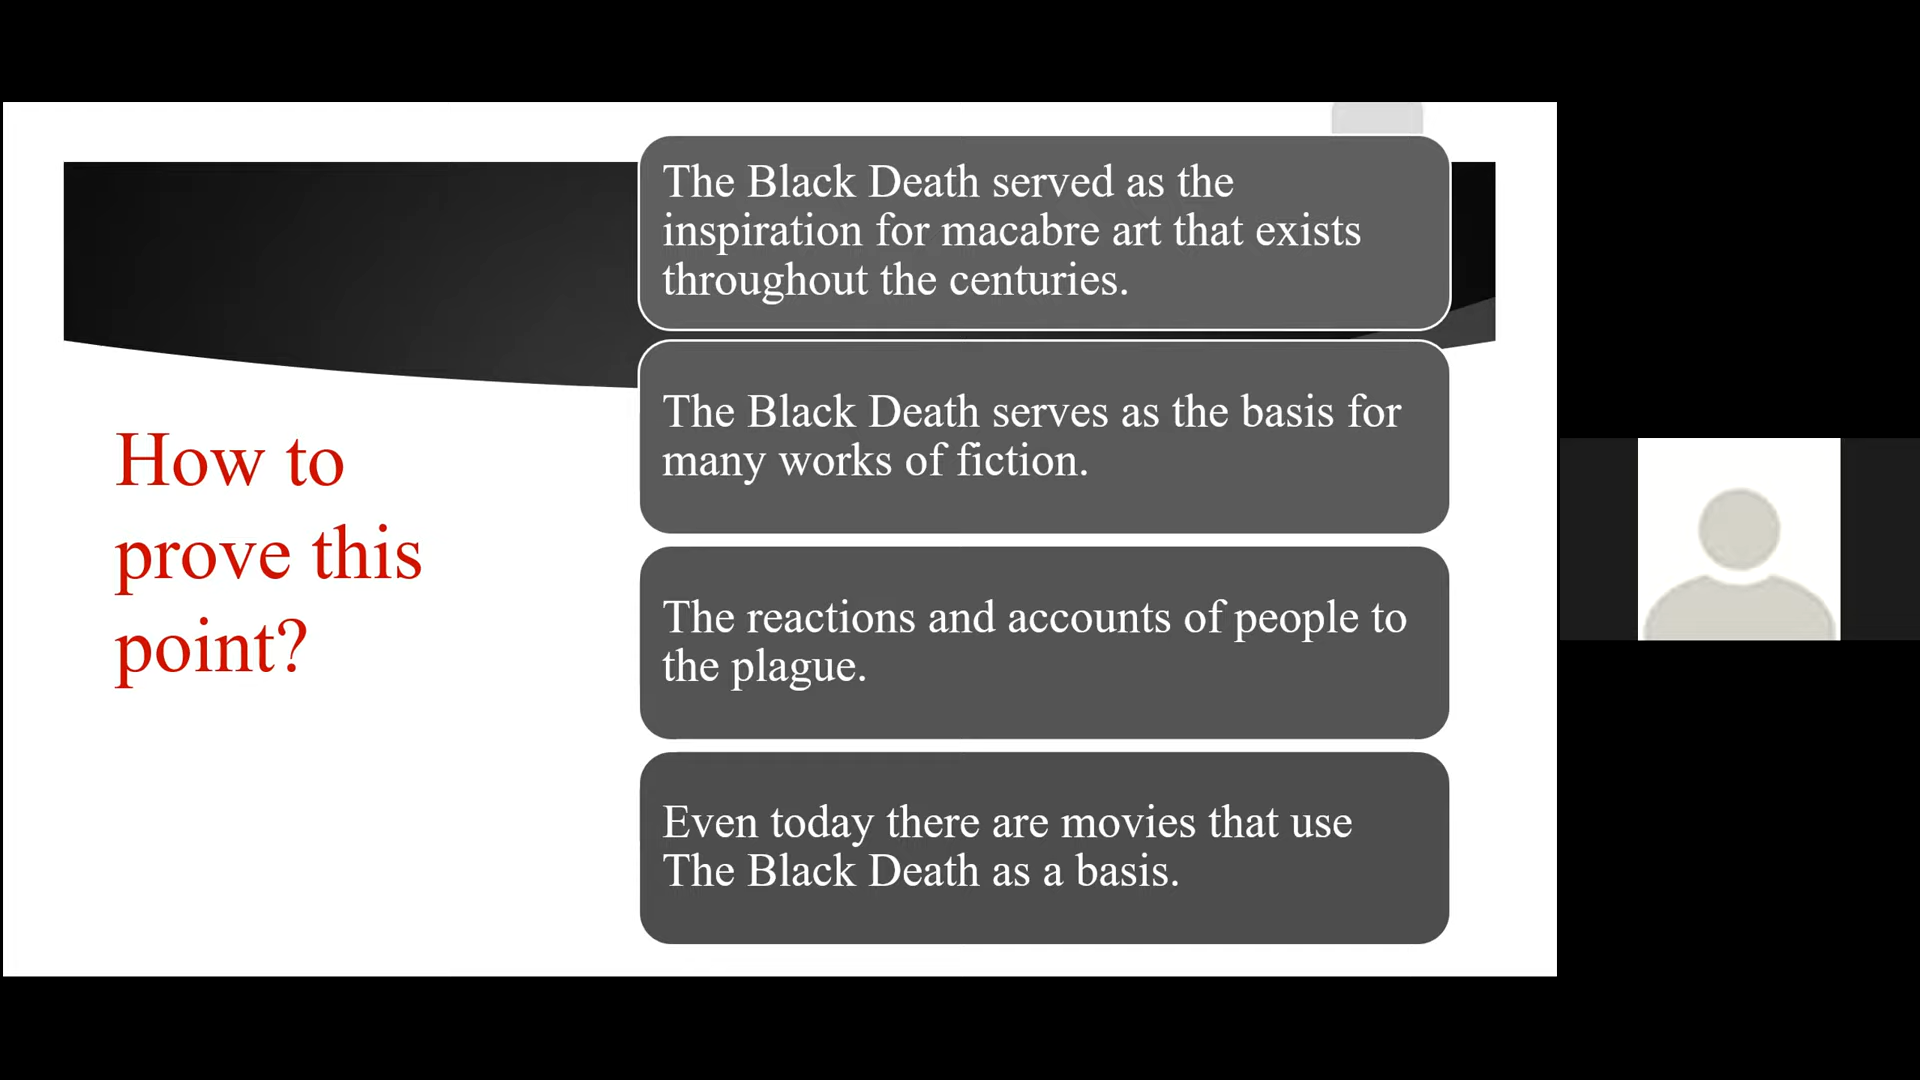 How to
prove this
point?
The Black Death served as the
inspiration for macabre art that exists
throughout the centuries.
The Black Death serves as the basis for
many works of fiction.
The reactions and accounts of people to
the plague.
Even today there are movies that use
The Black Death as a basis.